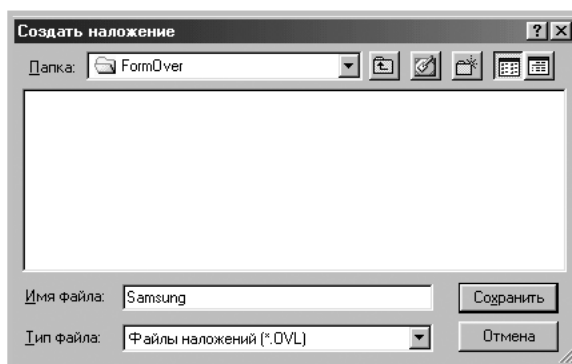 Создать наложение
Папка: FormOver
Имя файла: Samsung Сохранить
Тип файла: Файлы наложений (*.OVL) Отмена